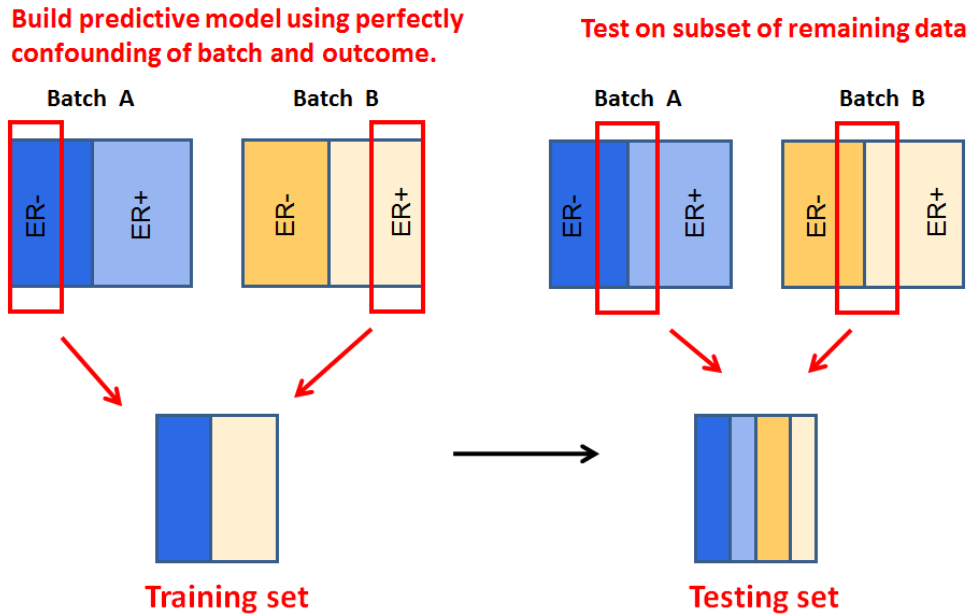 Build predictive model using perfectly
confounding of batch and outcome.
Test on subset of remaining data
Batch A
Batch B
Batch A
Batch B
ER-
ER+
ER-
ER+
ER-
ER+
ER-
ER+
Training set
Testing set